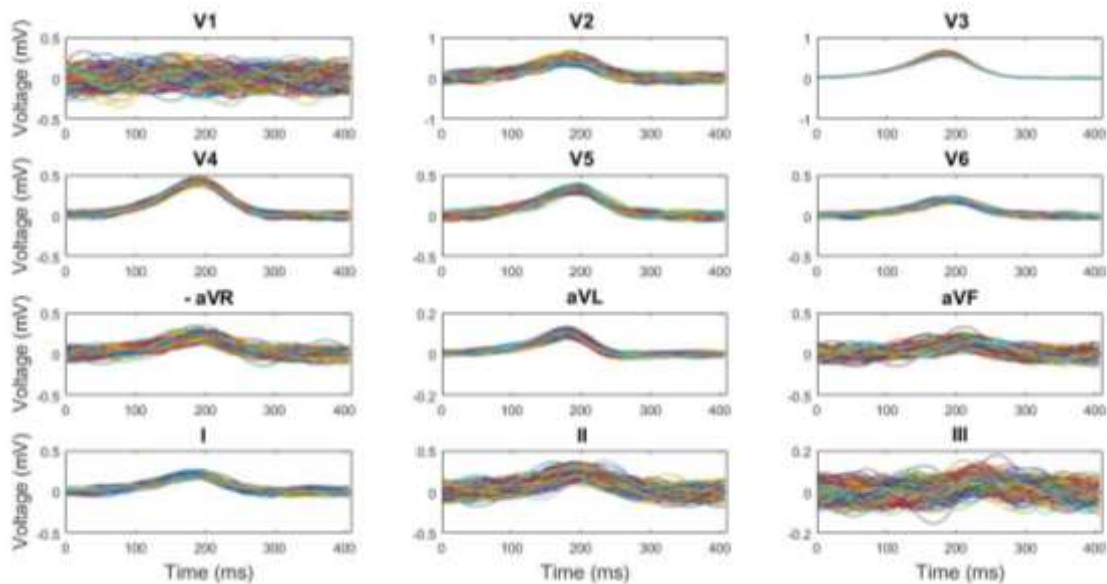 V1 V2 V3
Voltage (mV) 0.5 0 -0.5 1 0 -1 1 0 -1
0 100 200 300 400 0 100 200 300 400 0 100 200 300 400
V4 V5 V6
Voltage (mV) 0.5 0 -0.5 0.5 0 -0.5 0.5 0 -0.5
0 100 200 300 400 0 100 200 300 400 0 100 200 300 400
- aVR aVL aVF
Voltage (mV) 0.5 0 -0.5 0.2 0 -0.2 0.5 0 -0.5
0 100 200 300 400 0 100 200 300 400 0 100 200 300 400
I II III
Voltage (mV) 0.5 0 -0.5 0.5 0 -0.5 0.2 0 -0.2
0 100 200 300 400 0 100 200 300 400 0 100 200 300 400
Time (ms) Time (ms) Time (ms)